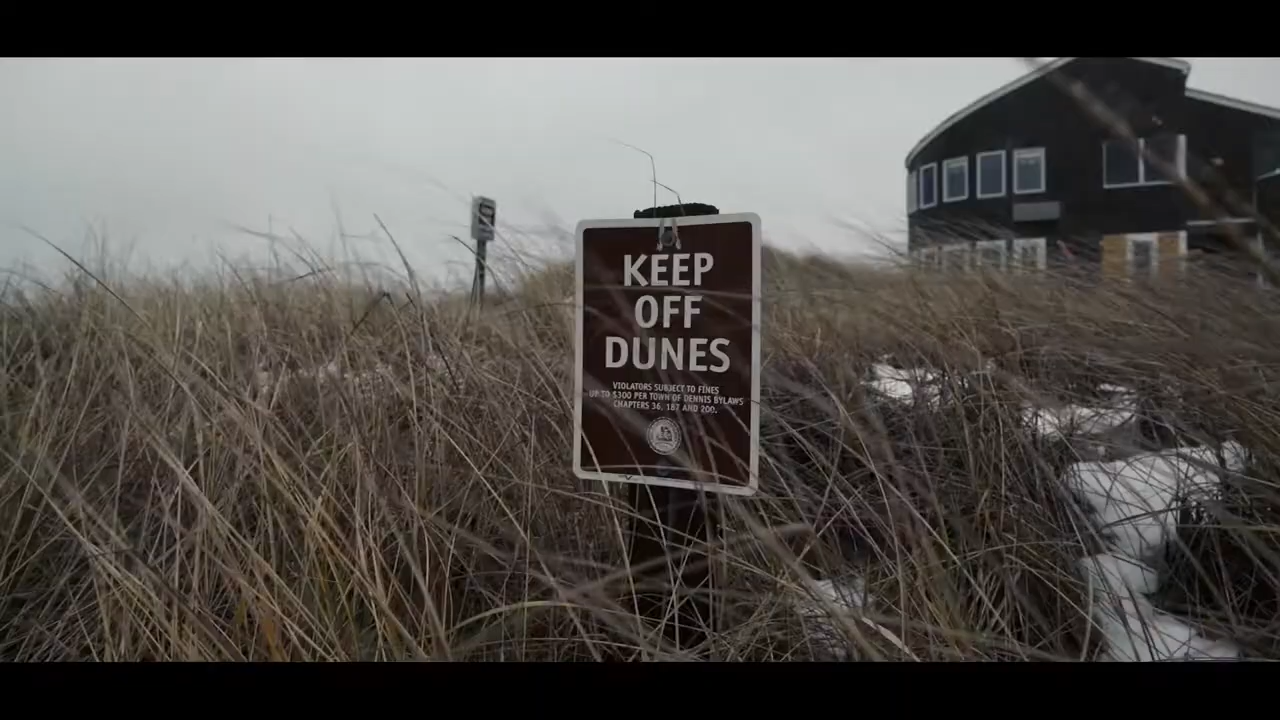 KEEP
OFF
DUNES
VIOLATORS SUBJECT TO FINES
UP TO $300 PER TOWN OF DENNIS BYLAWS
CHAPTERS 36, 187 AND 200.